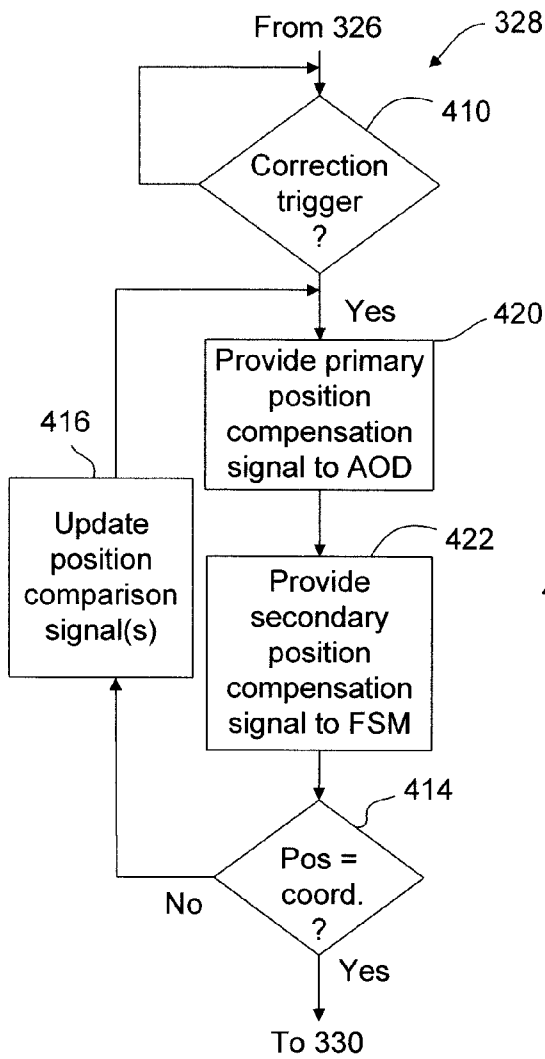 From 326
328
410
Correction
trigger
?
Yes
420
Provide primary
position
compensation
signal to AOD
416
Update
position
comparison
signal(s)
422
Provide
secondary
position
compensation
signal to FSM
414
Pos =
coord.
?
No
Yes
To 330